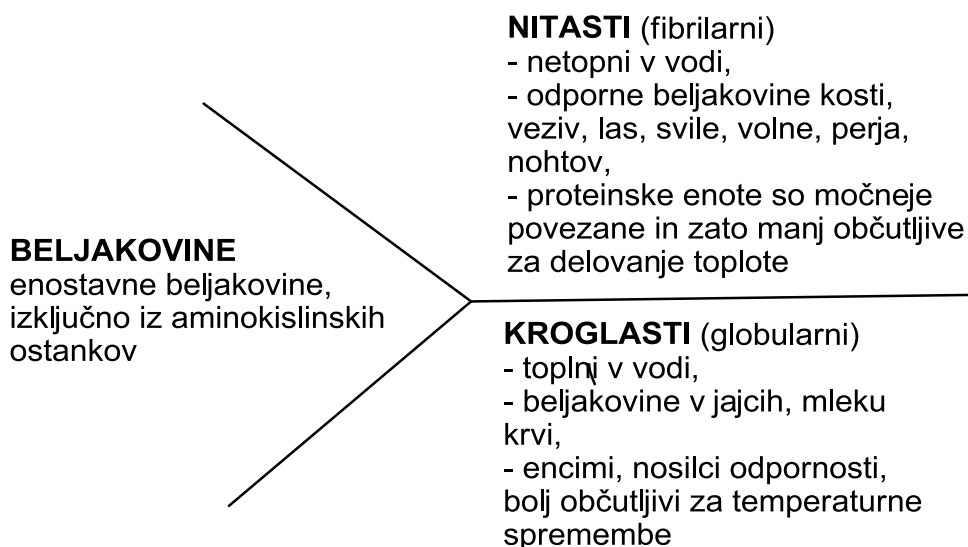 BELJAKOVINE
enostavne beljakovine,
izključno iz aminokislinskih
ostankov
NITASTI (fibrilarni)
- netopni v vodi,
- odporne beljakovine kosti,
veziv, las, svile, volne, perja,
nohtov,
- proteinske enote so močneje
povezane in zato manj občutljive
za delovanje toplote
KROGLASTI (globularni)
- toplni v vodi,
- beljakovine v jajcih, mleku
krvi,
- encimi, nosilci odpornosti,
bolj občutljivi za temperaturne
spremembe